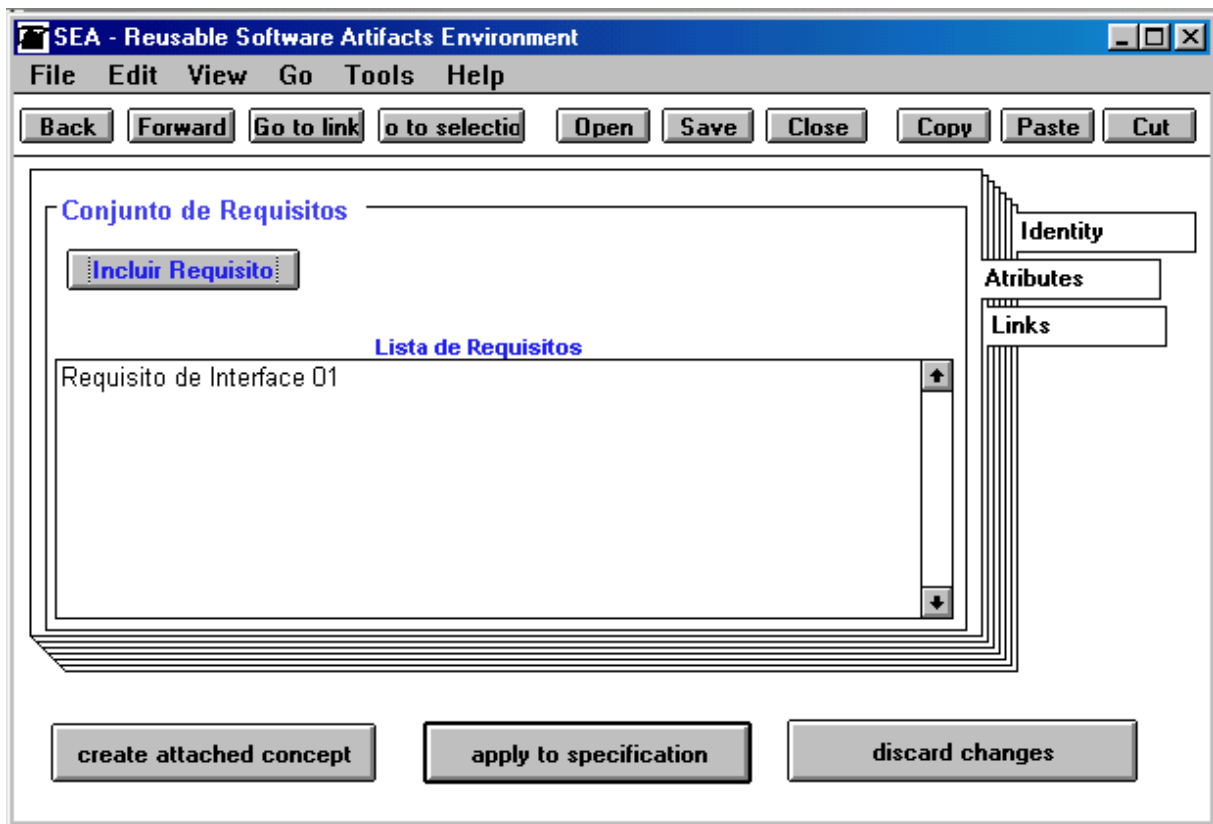 SEA - Reusable Software Artifacts Environment
File Edit View Go Tools Help
Back Forward Go to link o to selectio Open Save Close Copy Paste Cut
Conjunto de Requisitos
Identity
Incluir Requisito
Atributes
Links
Lista de Requisitos
Requisito de Interface 01
create attached concept apply to specification discard changes